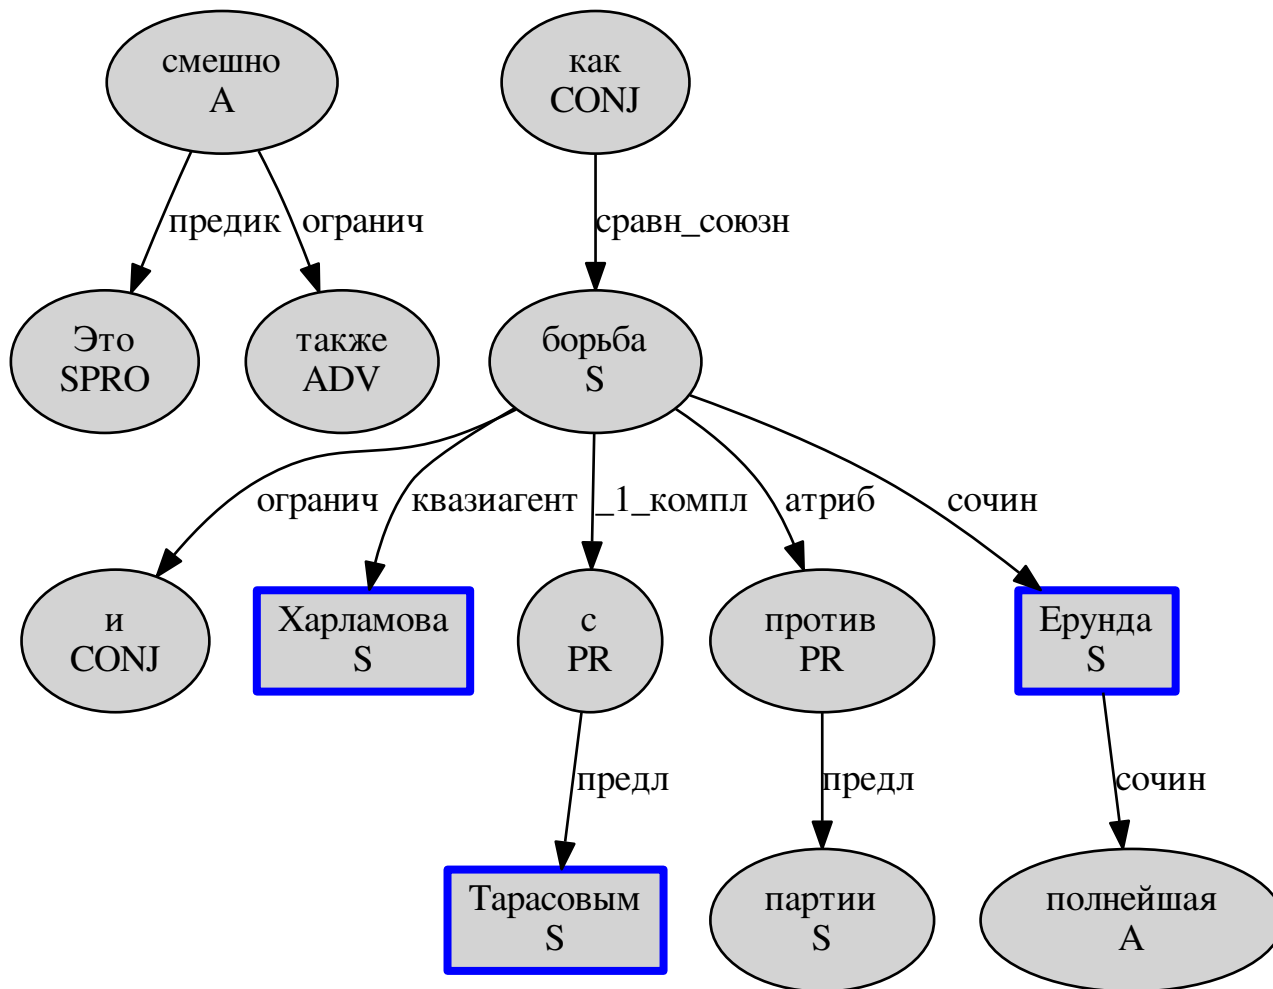 смешно
A
как
CONJ
предик
огранич
сравн_союзн
Это
SPRO
также
ADV
борьба
S
огранич
квазиагент
_1_компл
атриб
сочин
и
CONJ
Харламова
S
с
PR
против
PR
Ерунда
S
предл
предл
сочин
Тарасовым
S
партии
S
полнейшая
A